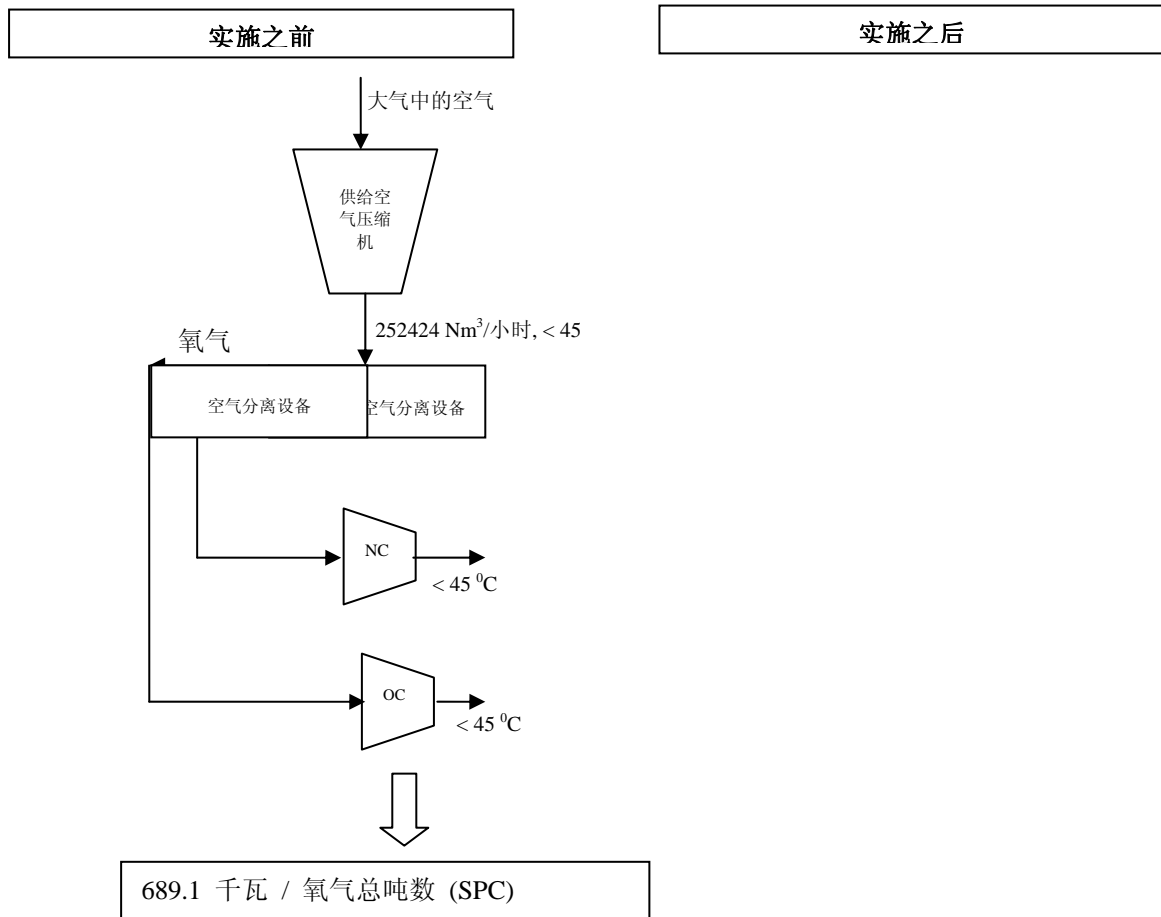 实施之前
实施之后
大气中的空气
供给空
气压缩
机
252424 Nm³/小时, < 45
氧气
空气分离设备
空气分离设备
NC
< 45 ⁰C
OC
< 45 ⁰C
689.1 千瓦 / 氧气总吨数 (SPC)